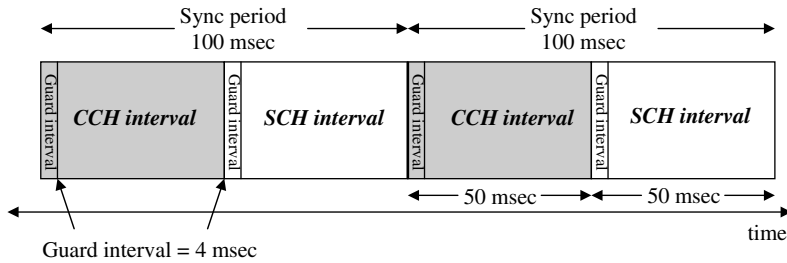 Sync period
100 msec
Sync period
100 msec
Guard interval
CCH interval
Guard interval
SCH interval
Guard interval
CCH interval
Guard interval
SCH interval
50 msec
50 msec
time
Guard interval = 4 msec